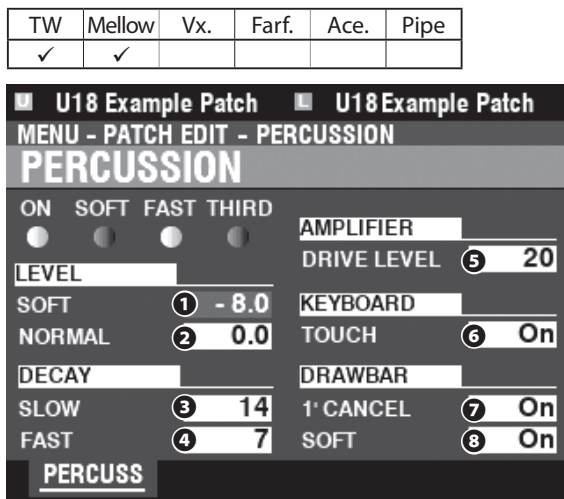 TW Mellow Vx. Farf. Ace. Pipe
✓ ✓
U U18 Example Patch L U18 Example Patch
MENU - PATCH EDIT - PERCUSSION
PERCUSSION
ON SOFT FAST THIRD
LEVEL
SOFT 1 - 8.0
NORMAL 2 0.0
DECAY
SLOW 3 14
FAST 4 7
AMPLIFIER
DRIVE LEVEL 5 20
KEYBOARD
TOUCH 6 On
DRAWBAR
1' CANCEL 7 On
SOFT 8 On
PERCUSS